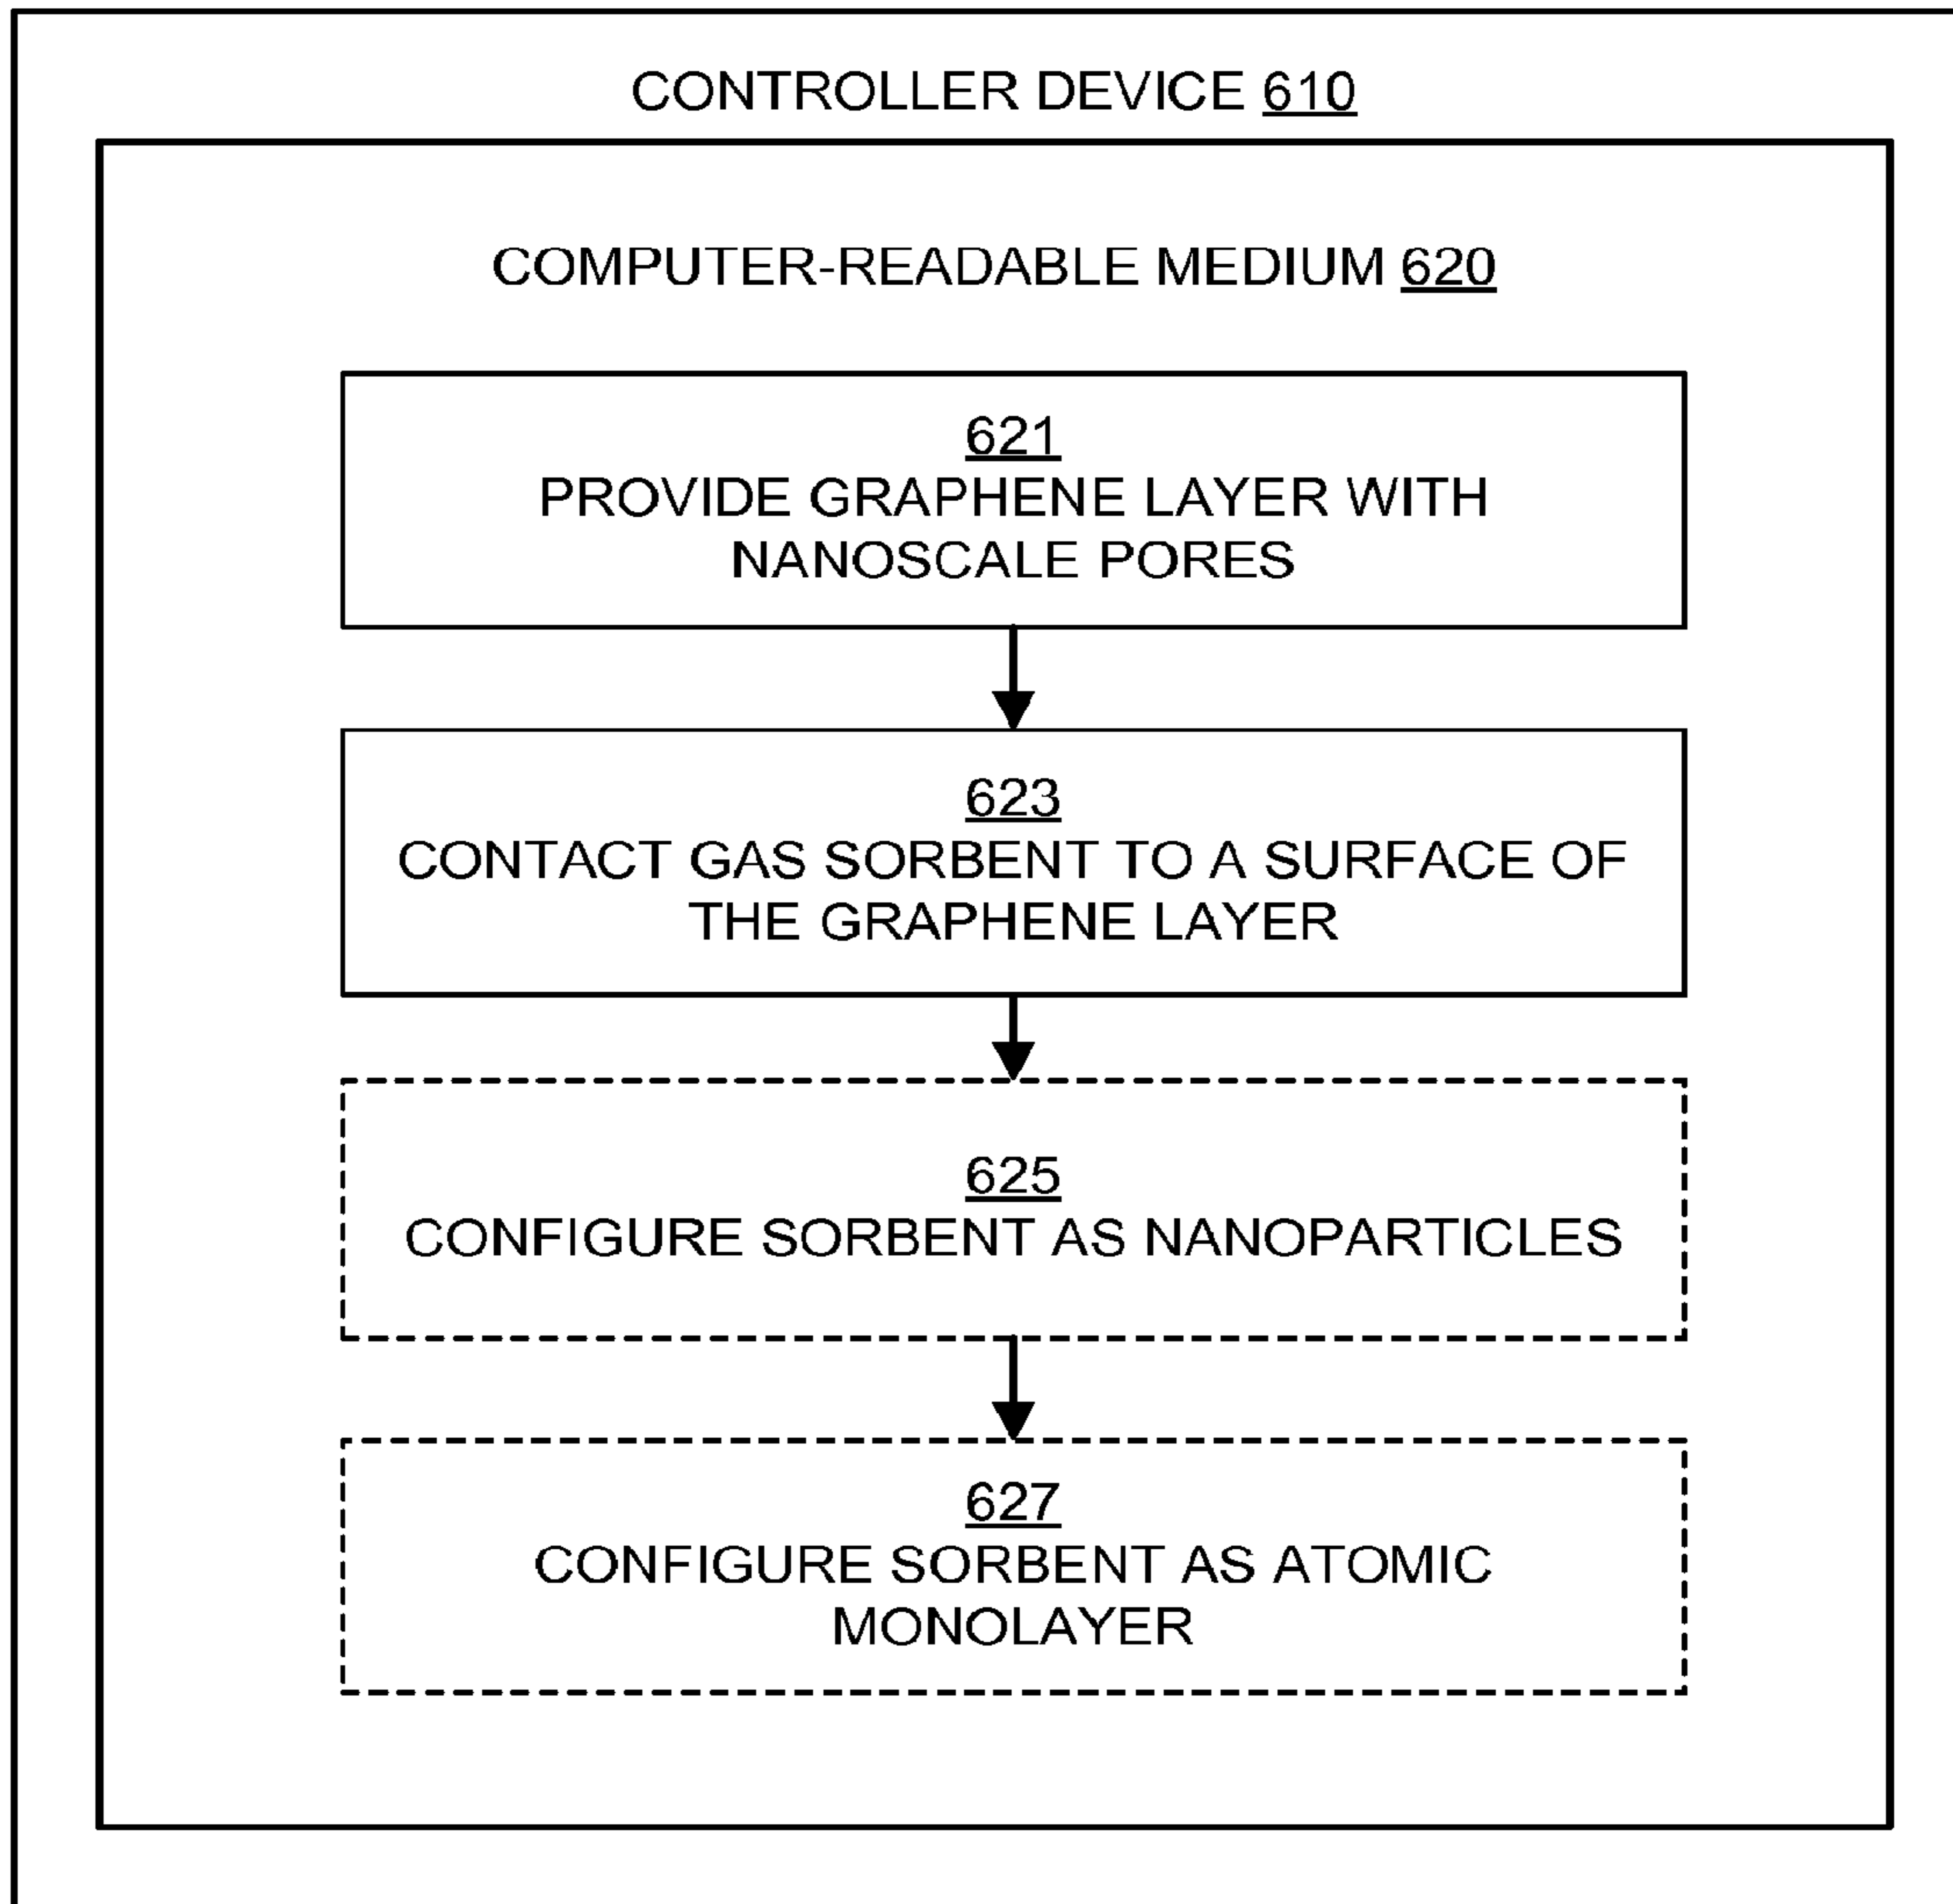 CONTROLLER DEVICE 610
COMPUTER-READABLE MEDIUM 620
621
PROVIDE GRAPHENE LAYER WITH
NANOSCALE PORES
623
CONTACT GAS SORBENT TO A SURFACE OF
THE GRAPHENE LAYER
625
CONFIGURE SORBENT AS NANOPARTICLES
627
CONFIGURE SORBENT AS ATOMIC
MONOLAYER